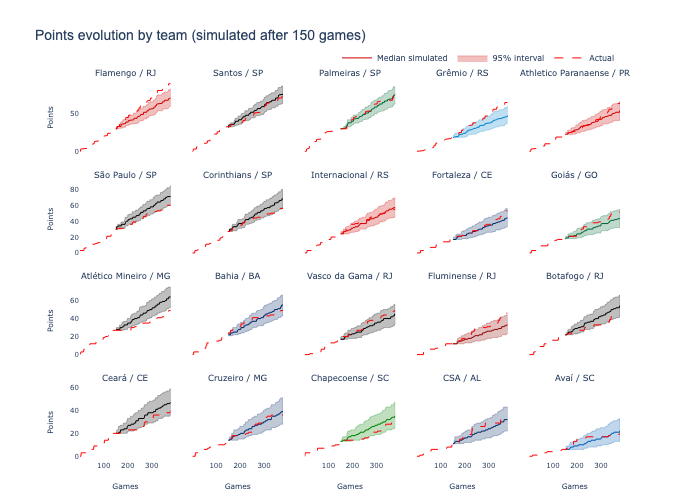 Points evolution by team (simulated after 150 games)
Median simulated 95% interval Actual
Flamengo / RJ Santos / SP Palmeiras / SP Grêmio / RS Athletico Paranaense / PR
Points
50
0
São Paulo / SP Corinthians / SP Internacional / RS Fortaleza / CE Goiás / GO
Points
80
60
40
20
0
Atlético Mineiro / MG Bahia / BA Vasco da Gama / RJ Fluminense / RJ Botafogo / RJ
Points
60
40
20
0
Ceará / CE Cruzeiro / MG Chapecoense / SC CSA / AL Avaí / SC
Points
60
40
20
0
100 200 300 100 200 300 100 200 300 100 200 300 100 200 300
Games Games Games Games Games